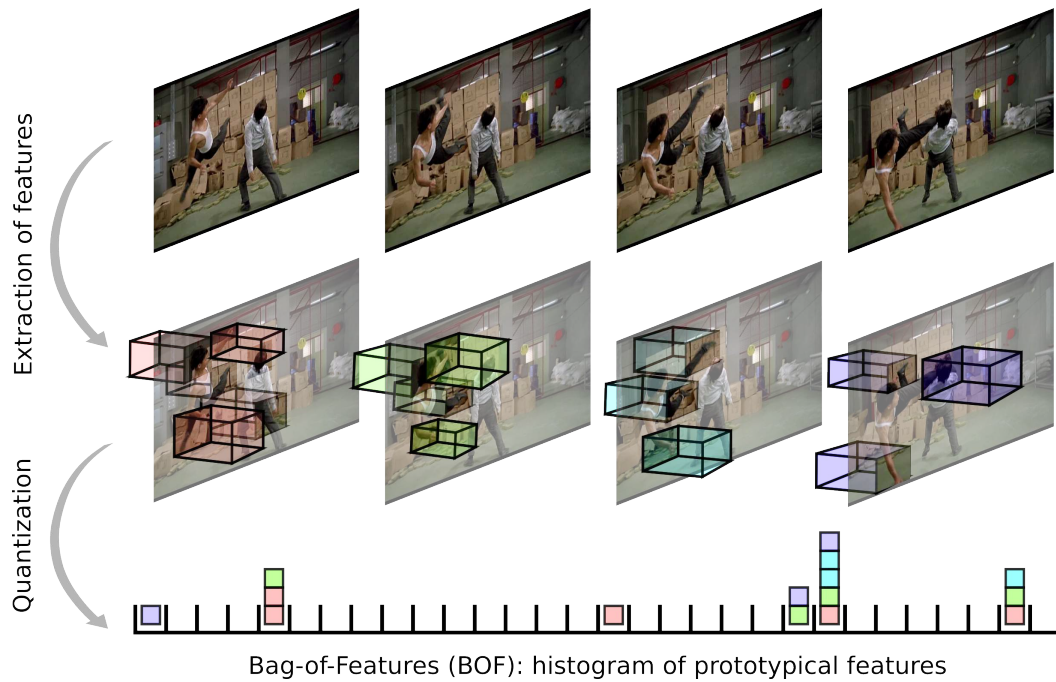 Extraction of features
Quantization
Bag-of-Features (BOF): histogram of prototypical features